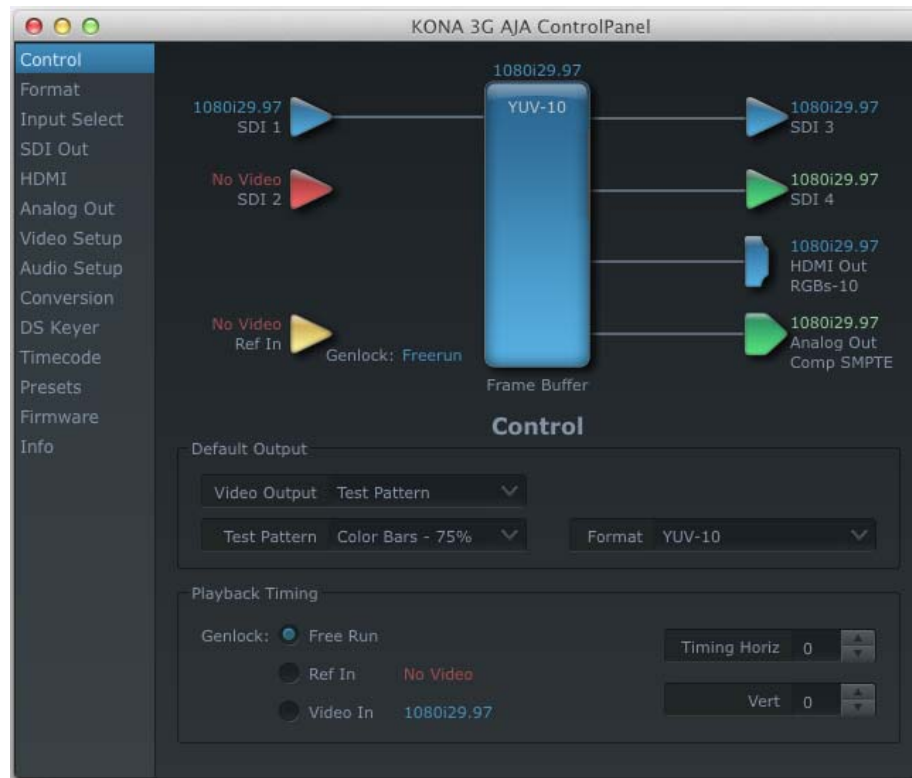 KONA 3G AJA ControlPanel
Control
Format
Input Select
SDI Out
HDMI
Analog Out
Video Setup
Audio Setup
Conversion
DS Keyer
Timecode
Presets
Firmware
Info
1080i29.97
YUV-10
1080i29.97
SDI 1
No Video
SDI 2
No Video
Ref In
Genlock: Freerun
Frame Buffer
1080i29.97
SDI 3
1080i29.97
SDI 4
1080i29.97
HDMI Out
RGBs-10
1080i29.97
Analog Out
Comp SMPTE
Control
Default Output
Video Output Test Pattern
Test Pattern Color Bars - 75% Format YUV-10
Playback Timing
Genlock: Free Run
Timing Horiz 0
Ref In No Video
Vert 0
Video In 1080i29.97